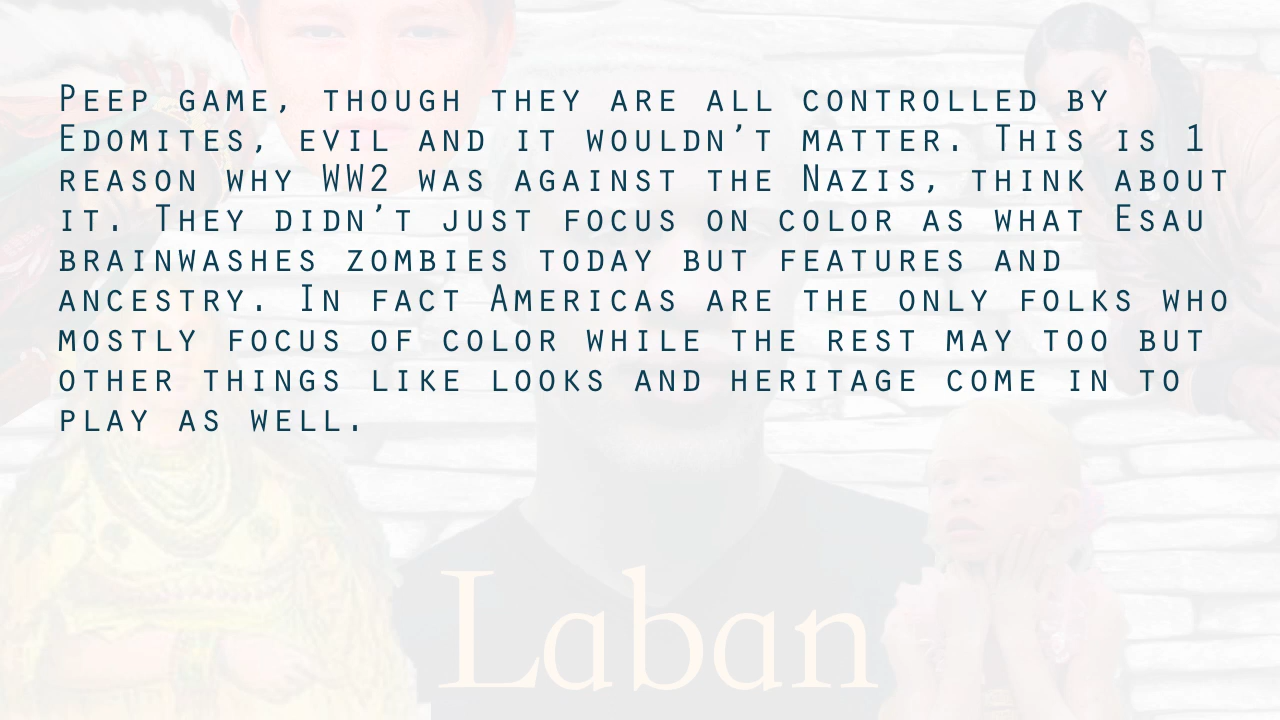 Peep game, though they are all controlled by
Edomites, evil and it wouldn't matter. This is 1
reason why WW2 was against the Nazis, think about
it. They didn't just focus on color as what Esau
brainwashes zombies today but features and
ancestry. In fact Americas are the only folks who
mostly focus of color while the rest may too but
other things like looks and heritage come in to
play as well.
Laban